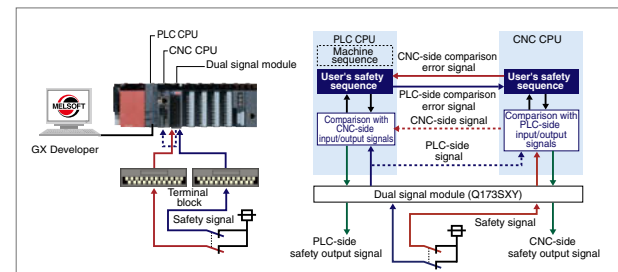 PLC CPU
CNC CPU
Dual signal module
MELSOFT
GX Developer
Terminal
block
Safety signal
PLC CPU
CNC CPU
Machine
sequence
User's safety
sequence
CNC-side comparison
error signal
User's safety
sequence
PLC-side comparison
error signal
Comparison with
CNC-side
input/output signals
CNC-side signal
Comparison with
PLC-side
input/output
signals
PLC-side
signal
Dual signal module (Q173SXY)
Safety signal
PLC-side
safety output signal
CNC-side
safety output signal